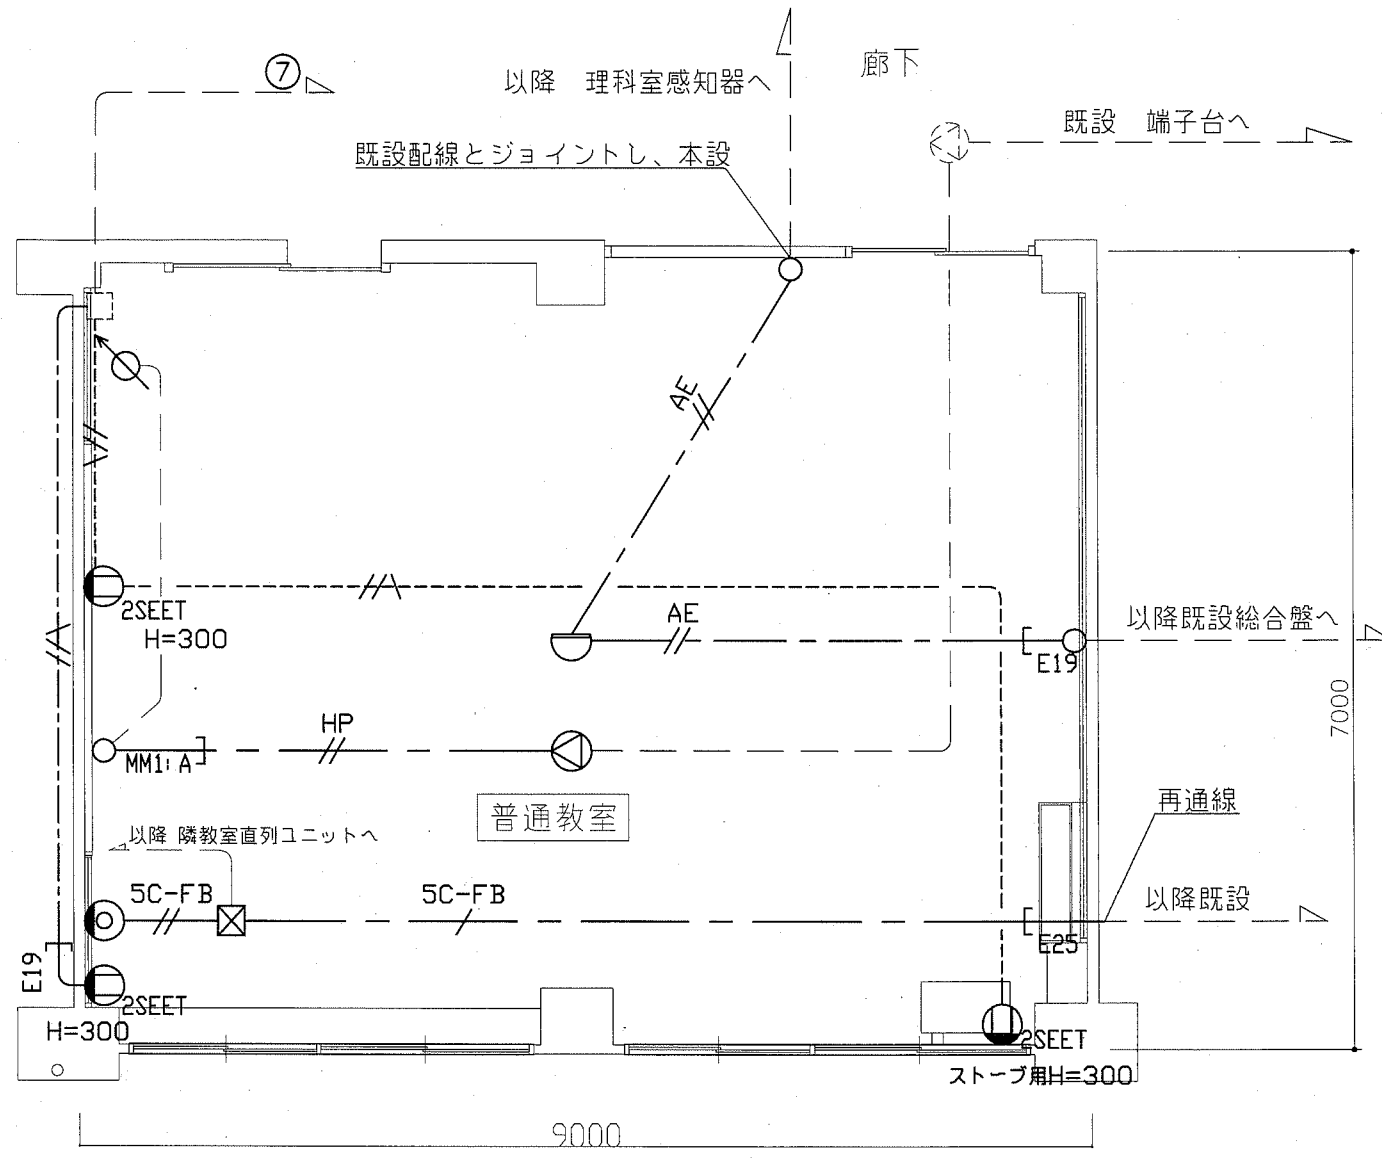 廊下
⑦
以降 理科室感知器へ
既設 端子台へ
既設配線とジョイントし、本設
AE
2SEET
H=300
AE
以降既設総合盤へ
E19
7000
HP
MM1:A
普通教室
再通線
以降 隣教室直列ユニットへ
5C-FB
5C-FB
以降既設
E25
E19
2SEET
H=300
2SEET
ストーブ用H=300
9000